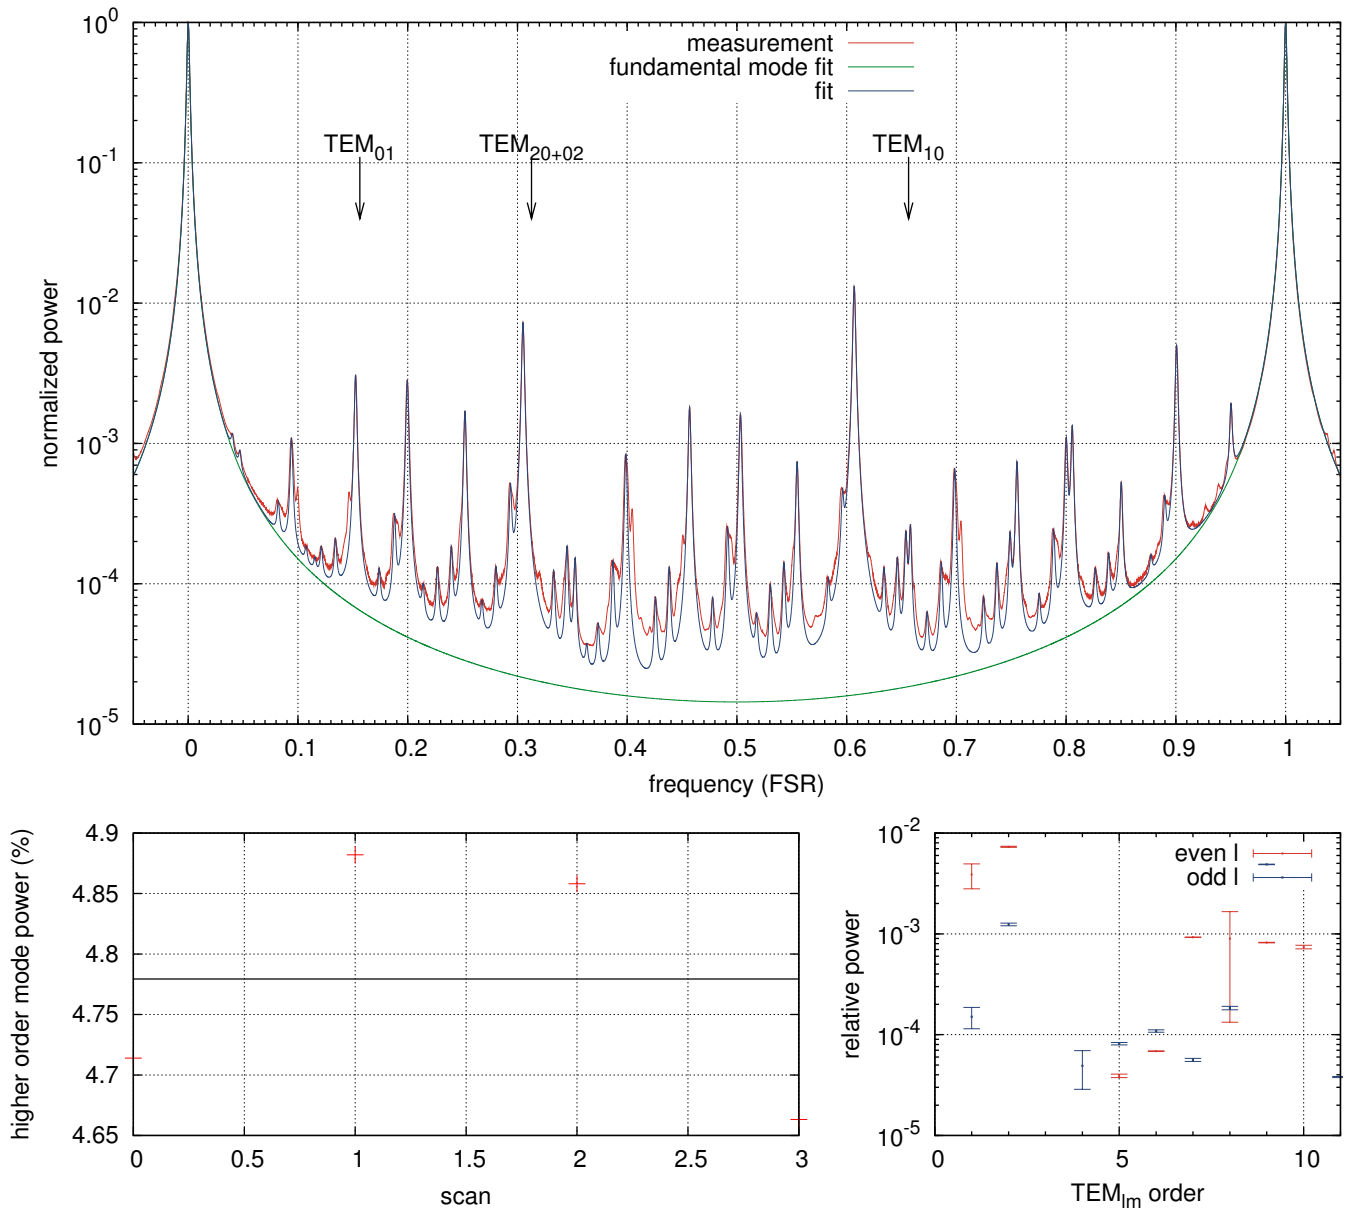 measurement
fundamental mode fit
fit
TEM01
TEM20+02
TEM10
10^0
10^-1
10^-2
10^-3
10^-4
10^-5
normalized power
0 0.1 0.2 0.3 0.4 0.5 0.6 0.7 0.8 0.9 1
frequency (FSR)
4.9
4.85
4.8
4.75
4.7
4.65
higher order mode power (%)
0 0.5 1 1.5 2 2.5 3
scan
10^-2
10^-3
10^-4
10^-5
relative power
even l
odd l
0 5 10
TEMlm order